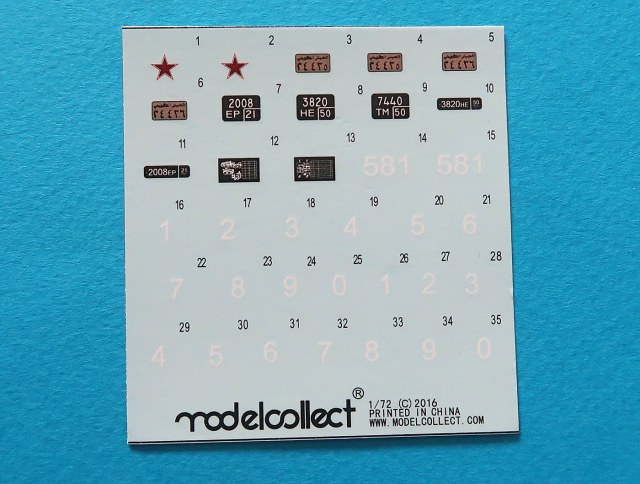 1 2 3 4 5
٣٤٤٣٥ ٣٤٤٣٥ ٣٤٤٣٦
6 7 8 9 10
٣٤٤٣٦ 2008 EP 21 3820 HE 50 7440 TM 50 3820HE 50
11 12 13 14 15
2008EP 21 581 581
16 17 18 19 20 21
1 2 3 4 5 6
22 23 24 25 26 27 28
7 8 9 0 1 2 3
29 30 31 32 33 34 35
4 5 6 7 8 9 0
modelcollect®
1/72 (C)2016
PRINTED IN CHINA
WWW.MODELCOLLECT.COM